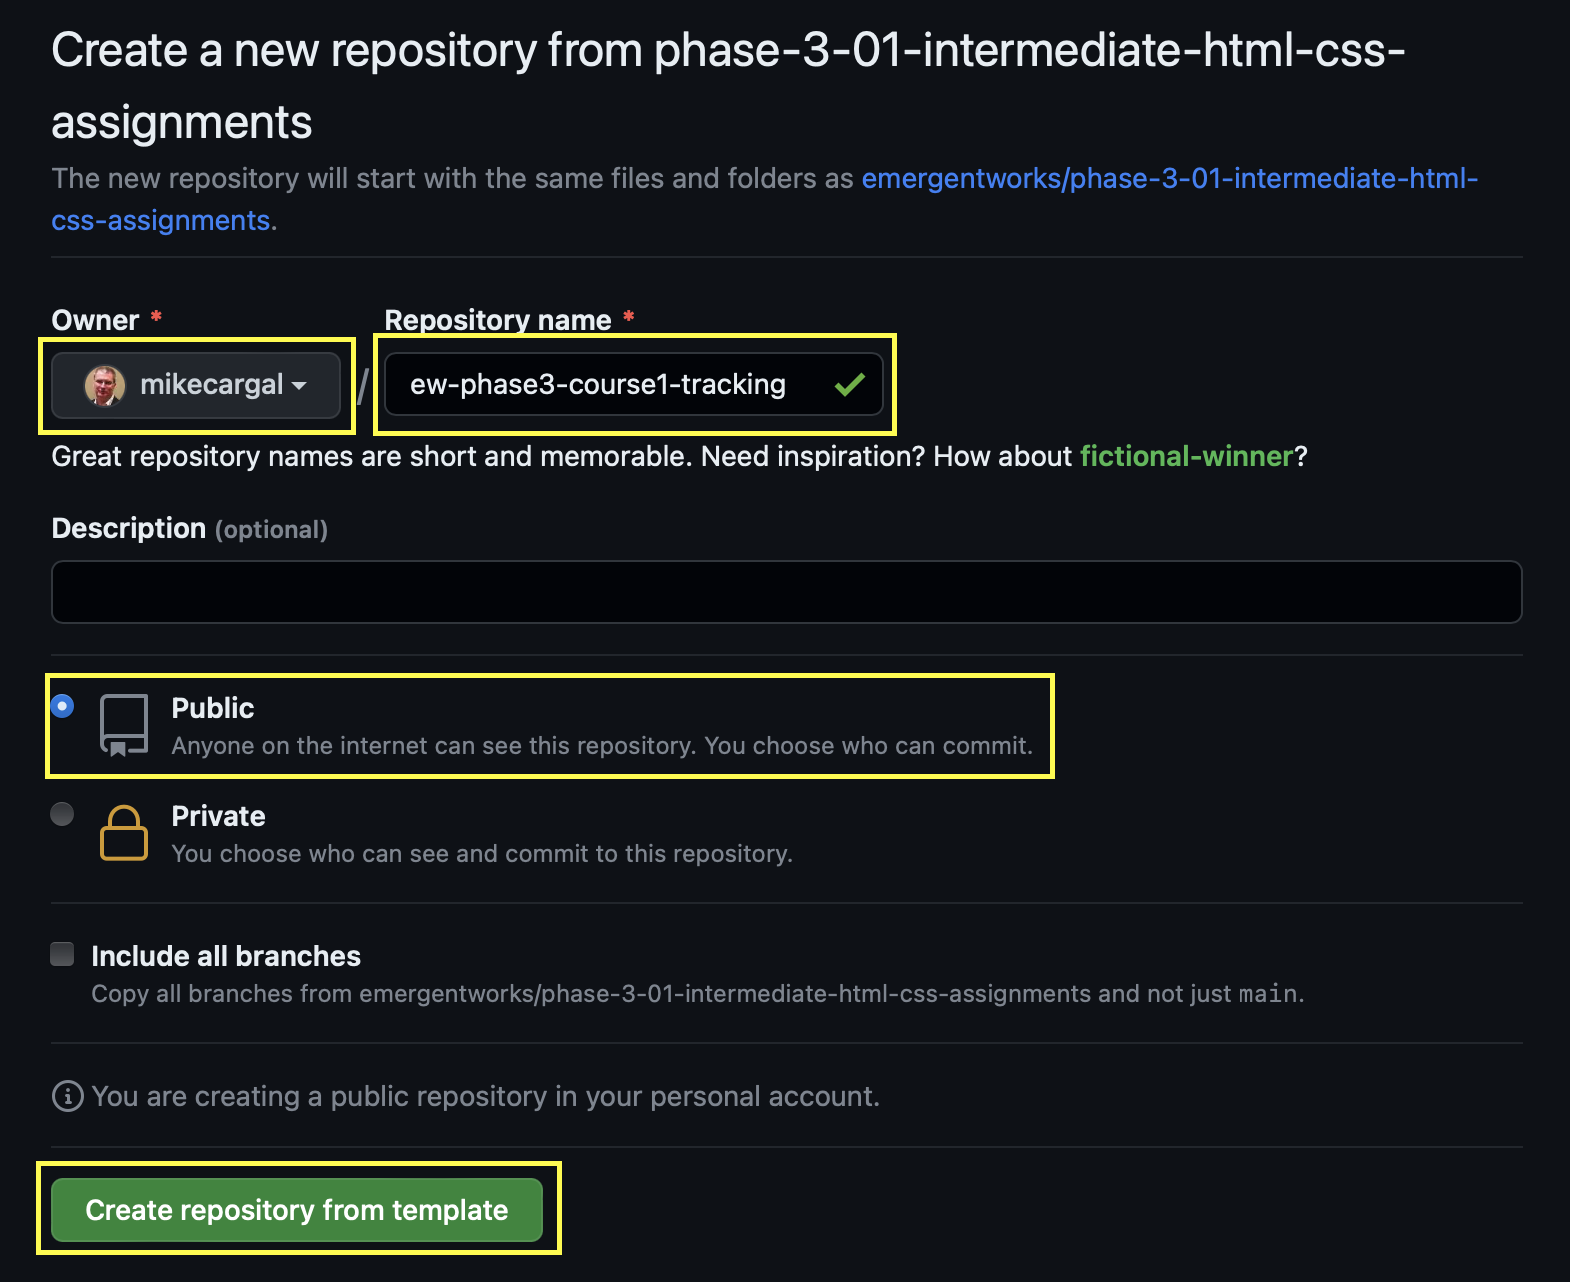 Create a new repository from phase-3-01-intermediate-html-css-
assignments
The new repository will start with the same files and folders as emergentworks/phase-3-01-intermediate-html-
css-assignments.
Owner * Repository name *
mikecargal / ew-phase3-course1-tracking
Great repository names are short and memorable. Need inspiration? How about fictional-winner?
Description (optional)
Public
Anyone on the internet can see this repository. You choose who can commit.
Private
You choose who can see and commit to this repository.
Include all branches
Copy all branches from emergentworks/phase-3-01-intermediate-html-css-assignments and not just main.
You are creating a public repository in your personal account.
Create repository from template